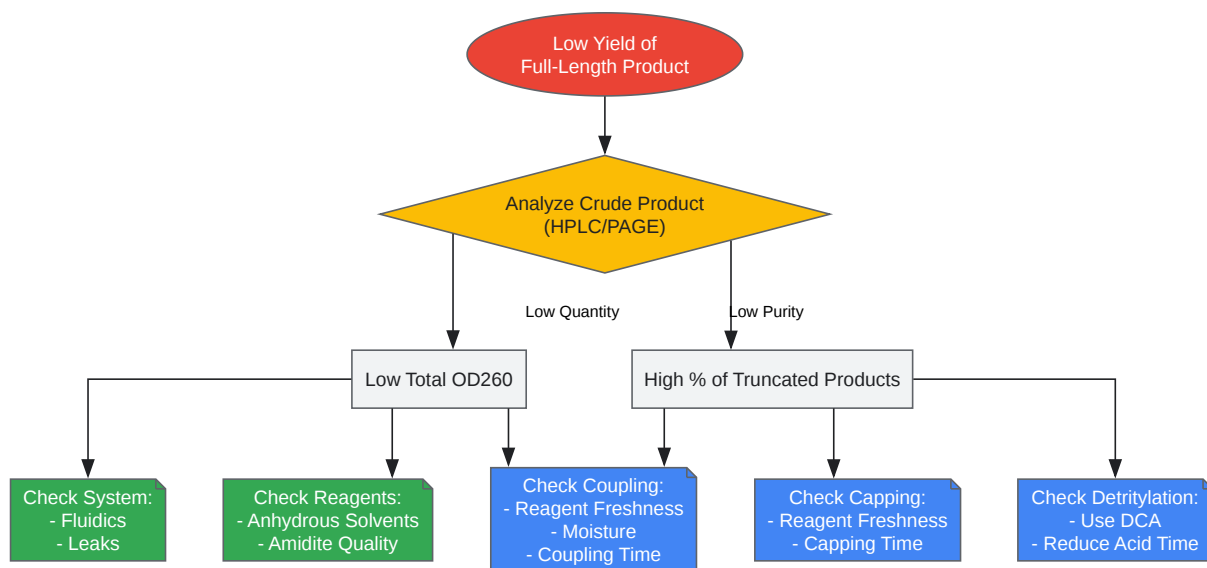 Low Yield of
Full-Length Product
Analyze Crude Product
(HPLC/PAGE)
Low Quantity
Low Purity
Low Total OD260
High % of Truncated Products
Check System:
- Fluidics
- Leaks
Check Reagents:
- Anhydrous Solvents
- Amidite Quality
Check Coupling:
- Reagent Freshness
- Moisture
- Coupling Time
Check Capping:
- Reagent Freshness
- Capping Time
Check Detritylation:
- Use DCA
- Reduce Acid Time